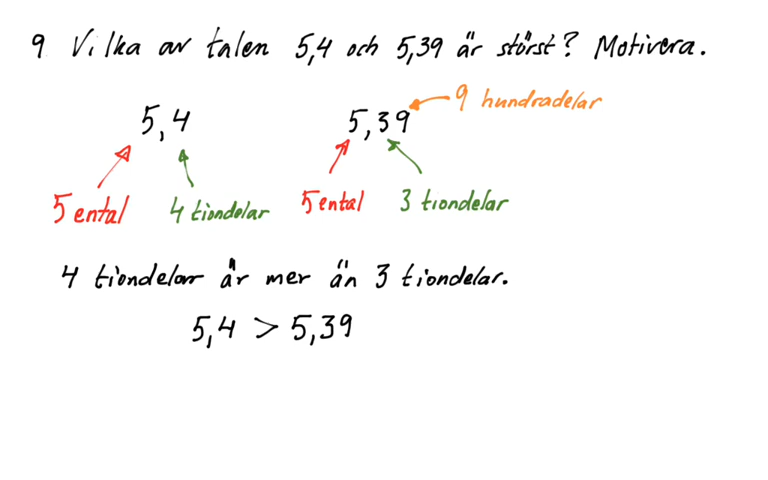 9 Vilka av talen 5,4 och 5,39 är störst? Motivera.
9 hundradelar
5,4 5,39
5 ental 4 tiondelar 5 ental 3 tiondelar
4 tiondelar är mer än 3 tiondelar.
5,4 > 5,39